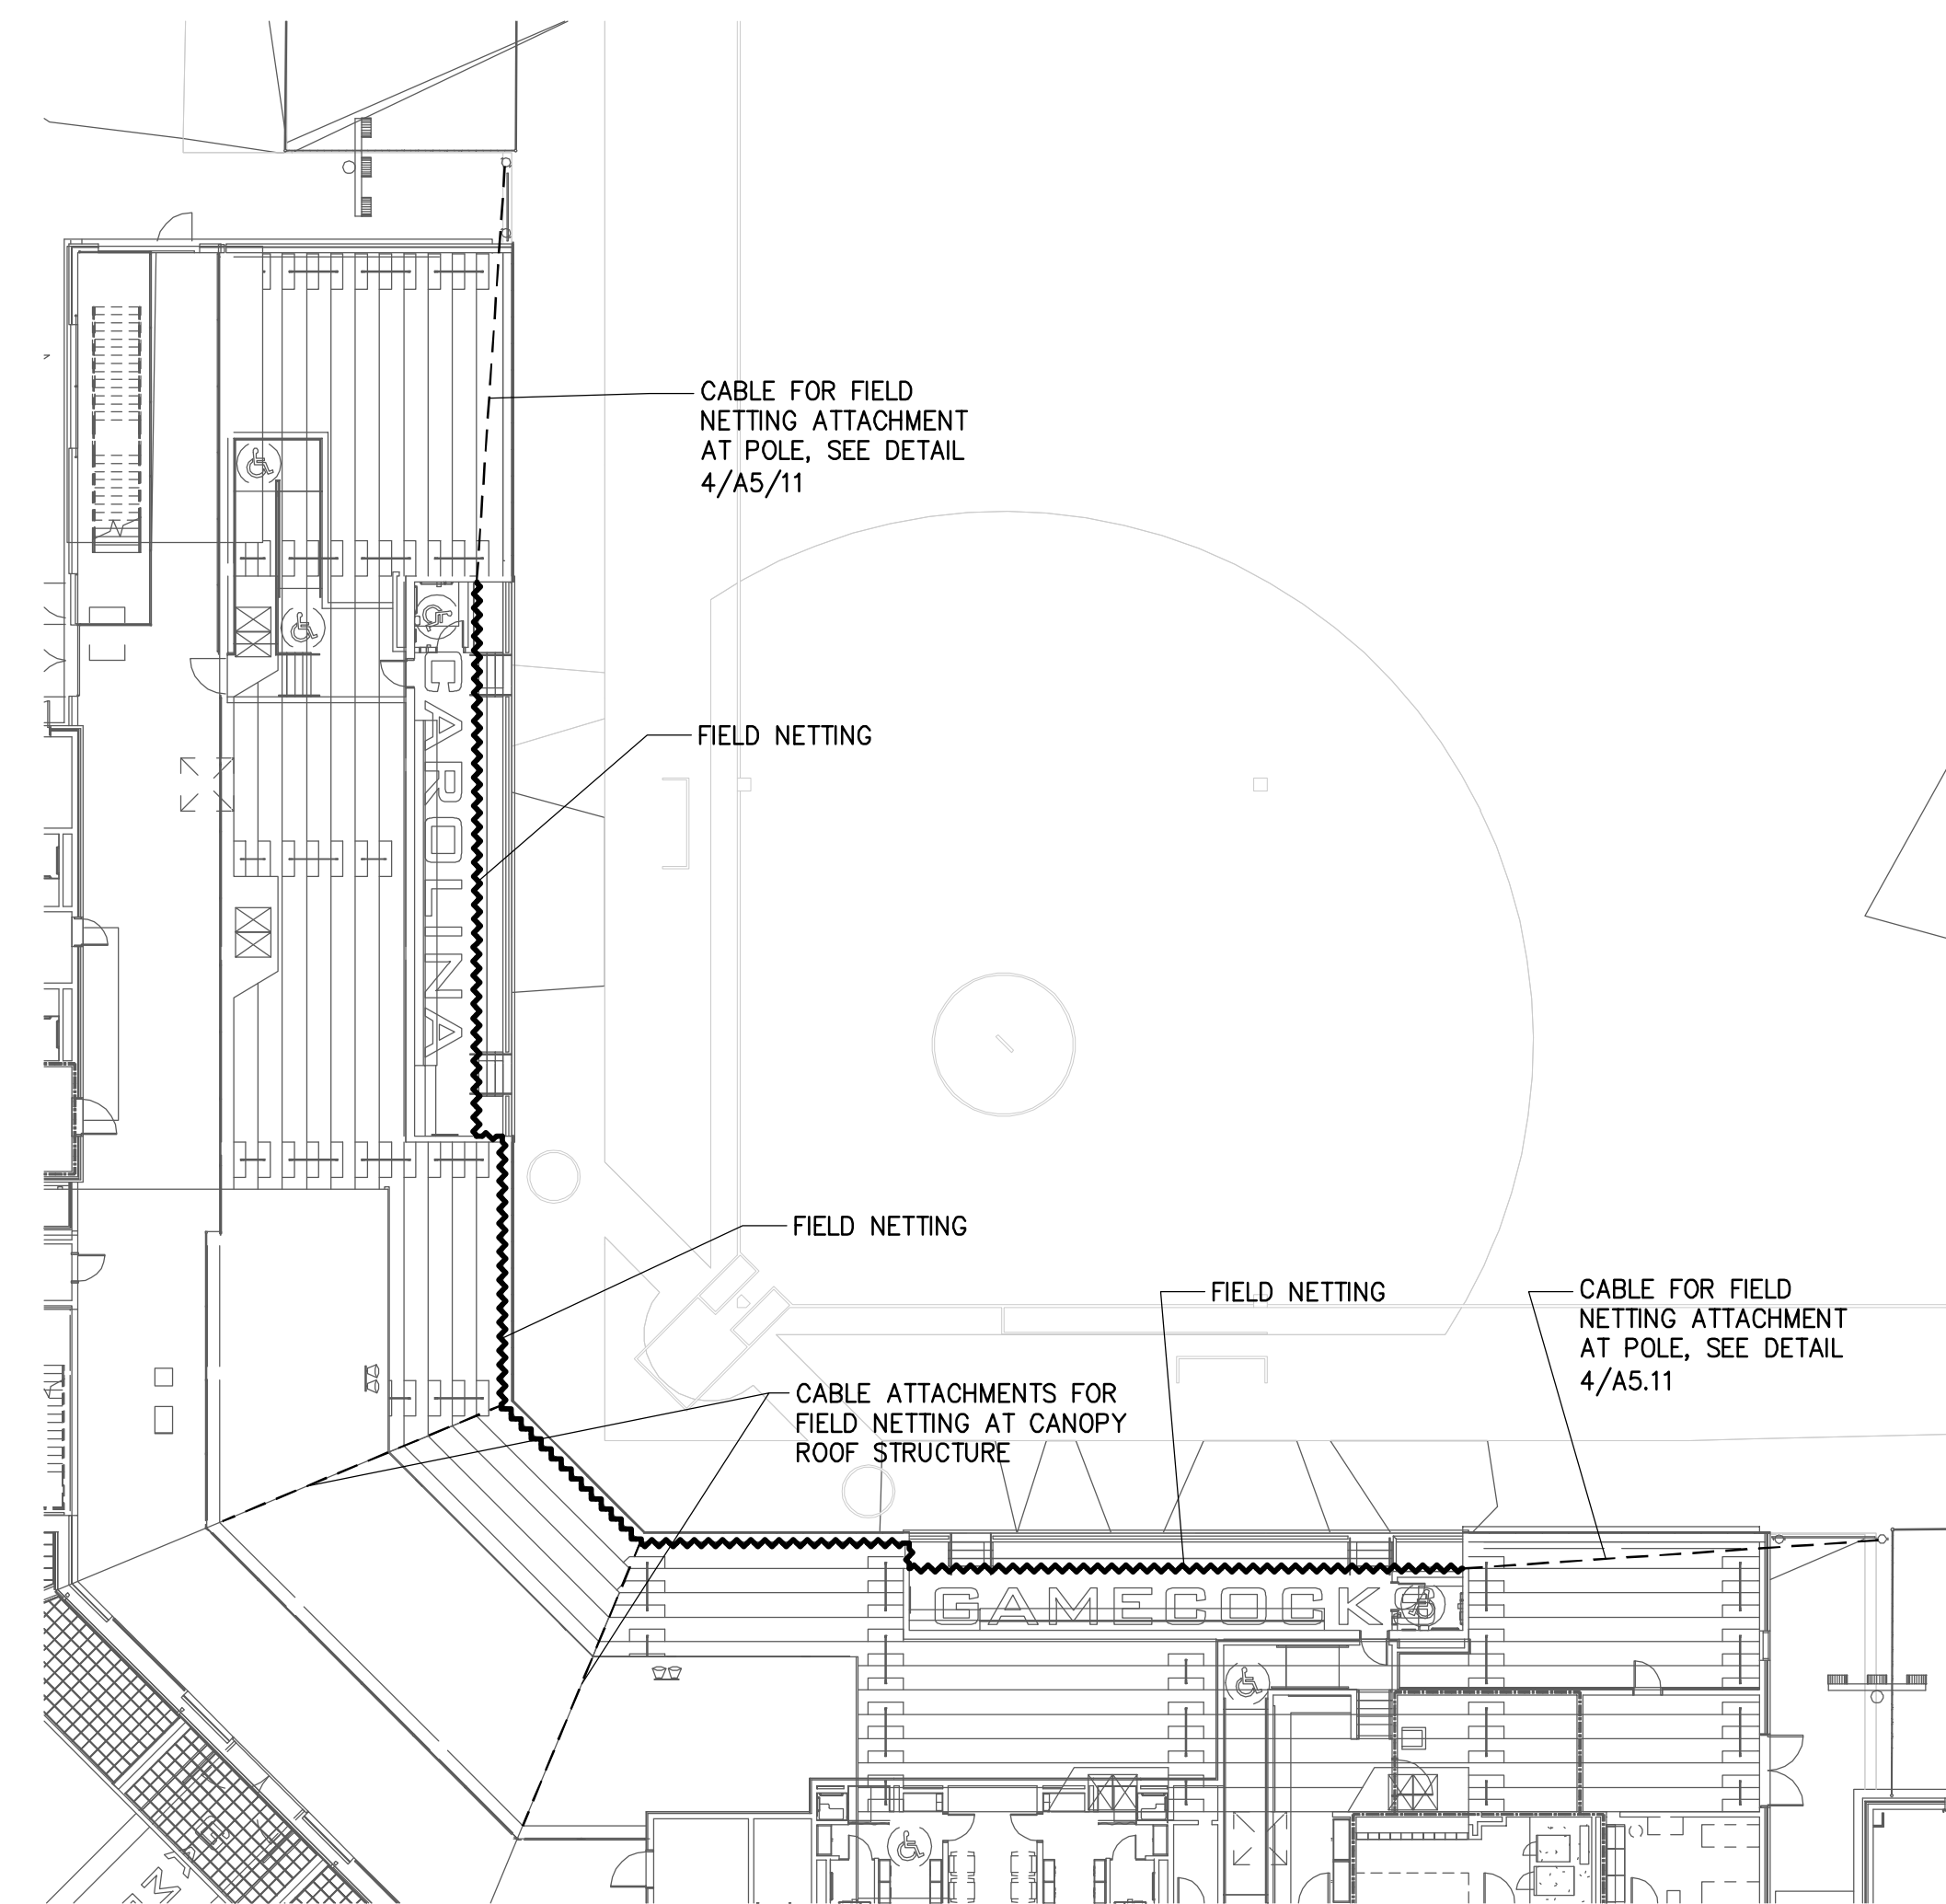 CABLE FOR FIELD
NETTING ATTACHMENT
AT POLE, SEE DETAIL
4/A5/11
CAROLINA
FIELD NETTING
FIELD NETTING
FIELD NETTING
CABLE FOR FIELD
NETTING ATTACHMENT
AT POLE, SEE DETAIL
4/A5.11
CABLE ATTACHMENTS FOR
FIELD NETTING AT CANOPY
ROOF STRUCTURE
GAMECOCKS